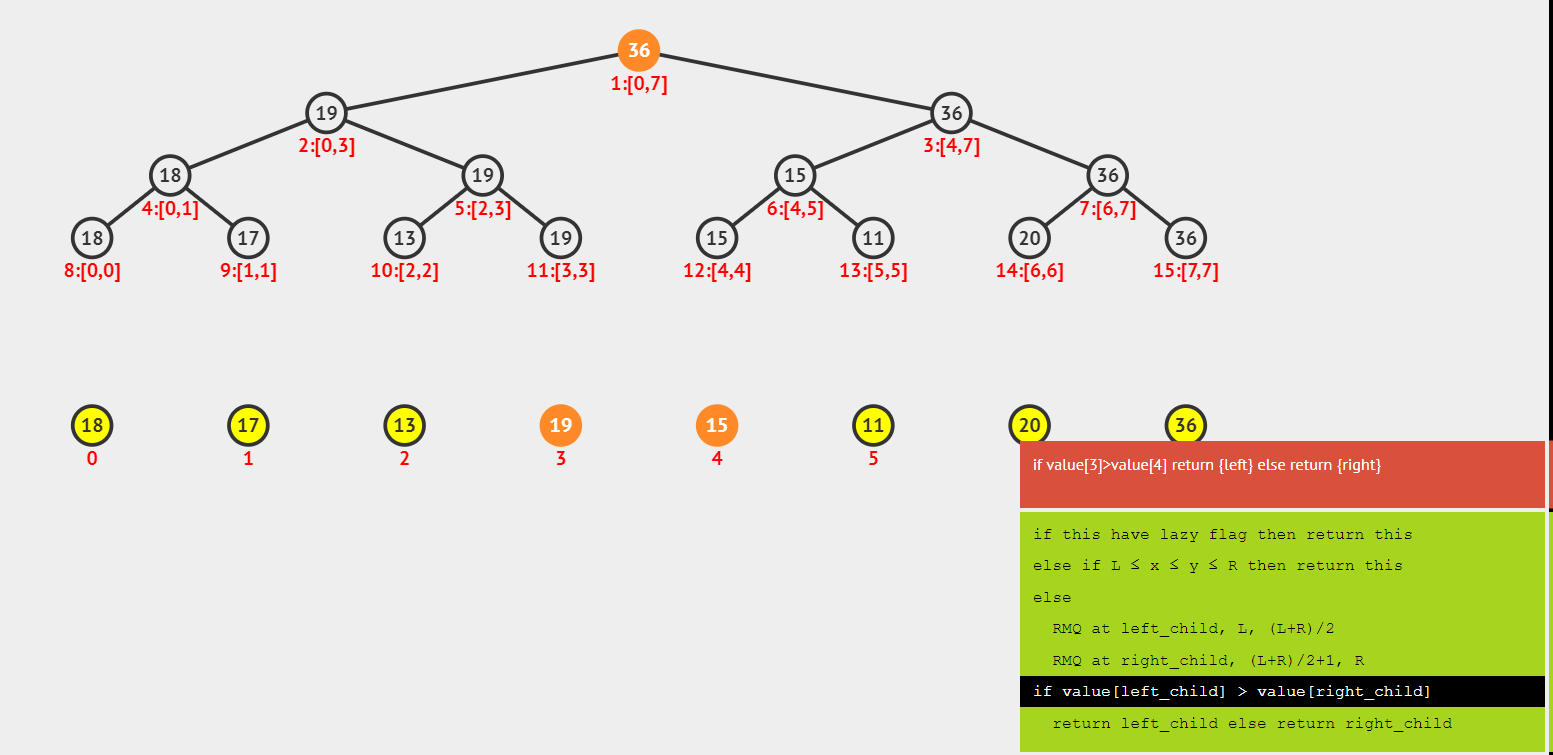 36
1:[0,7]
19 36
2:[0,3] 3:[4,7]
18 19 15 36
4:[0,1] 5:[2,3] 6:[4,5] 7:[6,7]
18 17 13 19 15 11 20 36
8:[0,0] 9:[1,1] 10:[2,2] 11:[3,3] 12:[4,4] 13:[5,5] 14:[6,6] 15:[7,7]
18 17 13 19 15 11 20 36
0 1 2 3 4 5
if value[3]>value[4] return {left} else return {right}
if this have lazy flag then return this
else if L ≤ x ≤ y ≤ R then return this
else
RMQ at left_child, L, (L+R)/2
RMQ at right_child, (L+R)/2+1, R
if value[left_child] > value[right_child]
return left_child else return right_child